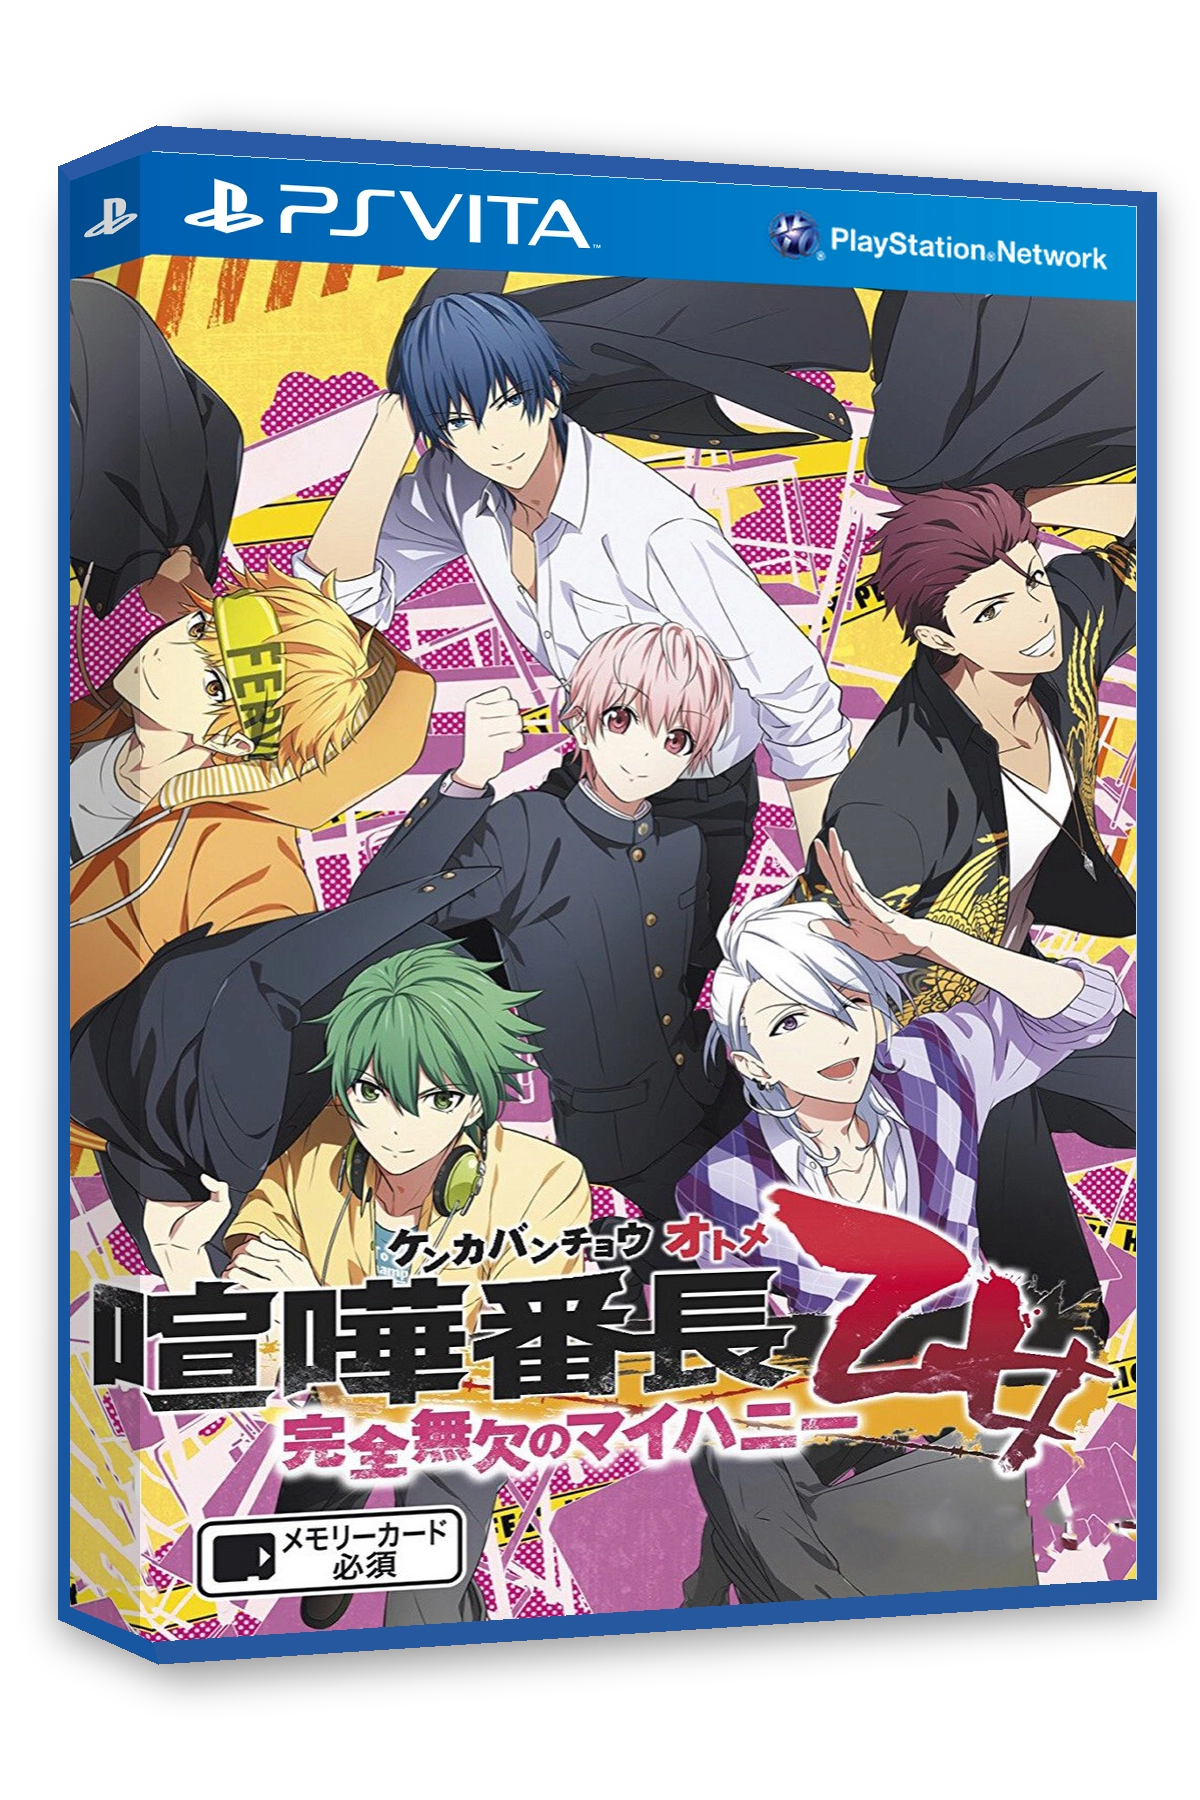 PSVITA™
PlayStation®Network
FERV
ケンカバンチョウ オトメ
喧嘩番長 乙女
完全無欠のマイハニー
メモリーカード
必須